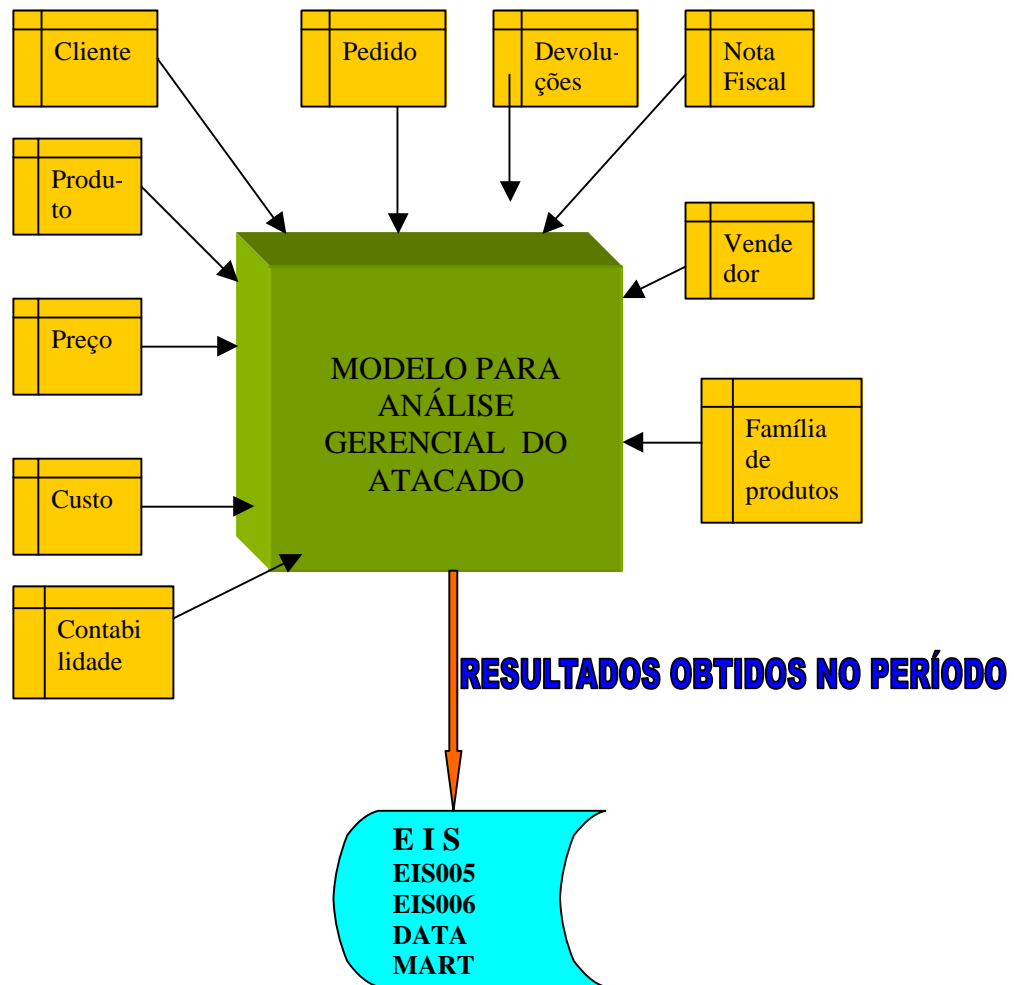 Cliente
Pedido
Devolu-
ções
Nota
Fiscal
Produ-
to
Vende
dor
Preço
MODELO PARA
ANÁLISE
GERENCIAL DO
ATACADO
Família
de
produtos
Custo
Contabi
lidade
RESULTADOS OBTIDOS NO PERÍODO
E I S
EIS005
EIS006
DATA
MART